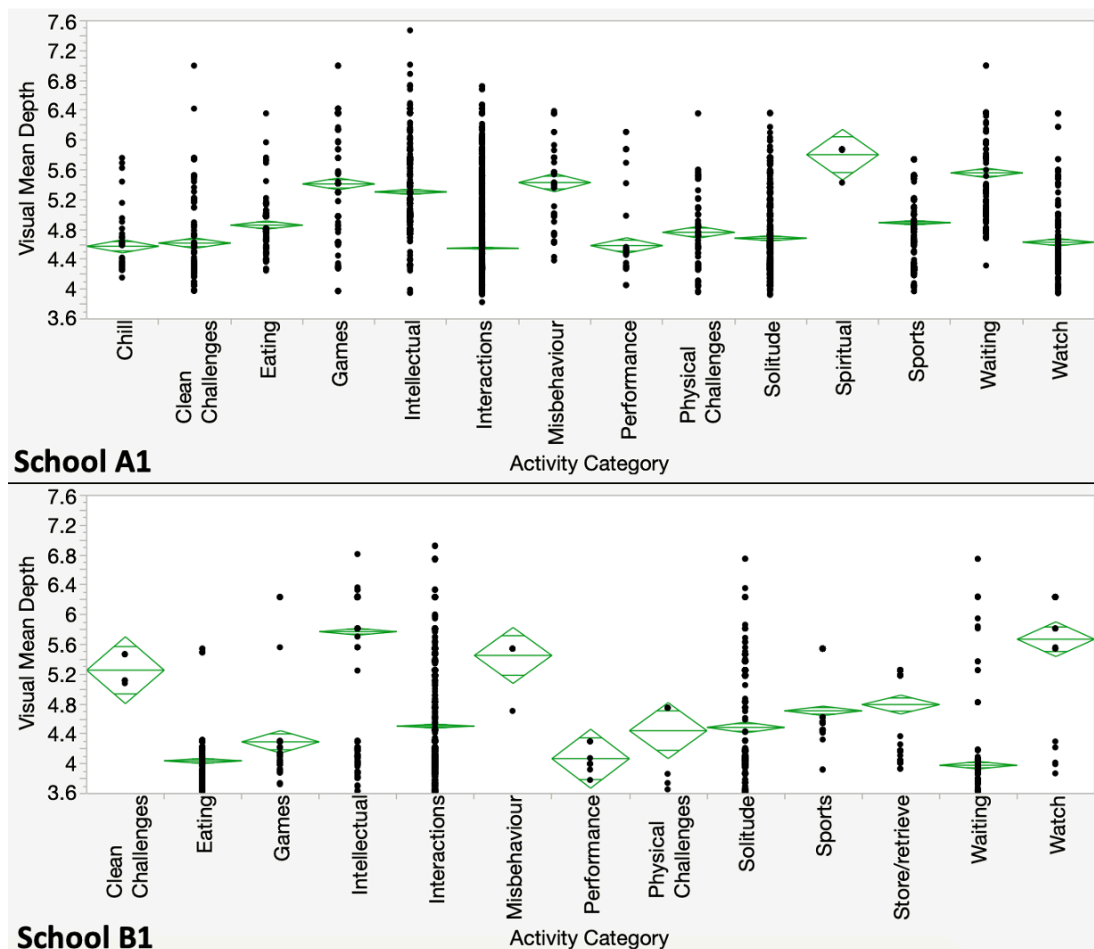 7.6
7.2
6.8
6.4
6
5.6
5.2
4.8
4.4
4
3.6
Visual Mean Depth
Chill
Clean
Challenges
Eating
Games
Intellectual
Interactions
Misbehaviour
Performance
Physical
Challenges
Solitude
Spiritual
Sports
Waiting
Watch
School A1
Activity Category
7.6
7.2
6.8
6.4
6
5.6
5.2
4.8
4.4
4
3.6
Visual Mean Depth
Clean
Challenges
Eating
Games
Intellectual
Interactions
Misbehaviour
Performance
Physical
Challenges
Solitude
Sports
Store/retrieve
Waiting
Watch
School B1
Activity Category